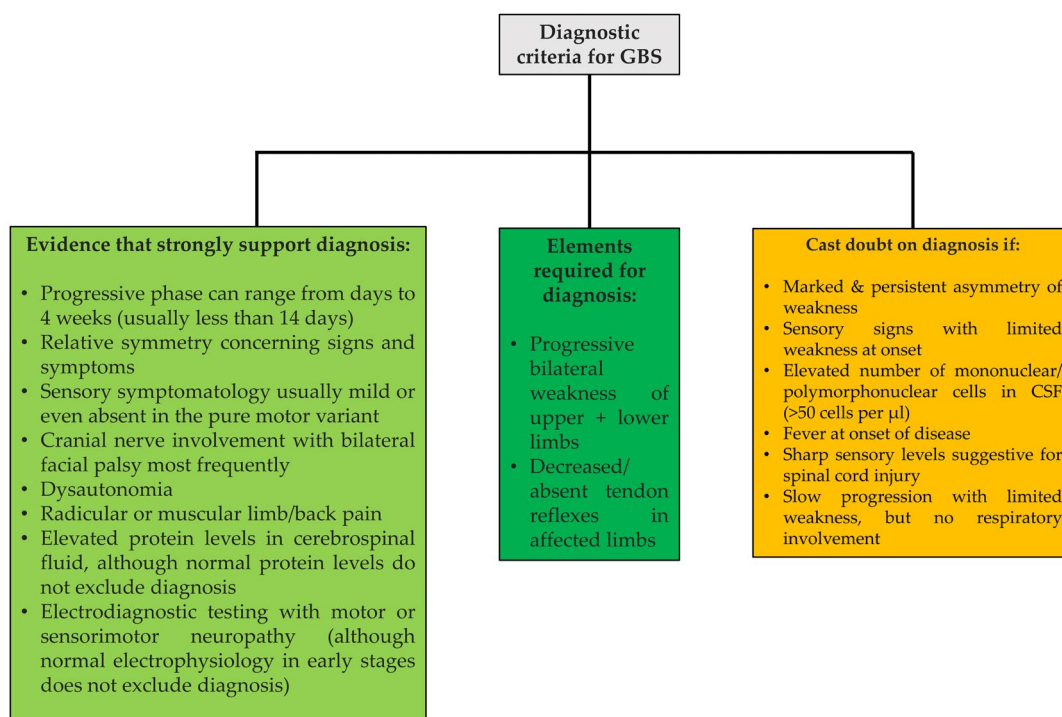 Diagnostic
criteria for GBS
Evidence that strongly support diagnosis:
• Progressive phase can range from days to
4 weeks (usually less than 14 days)
• Relative symmetry concerning signs and
symptoms
• Sensory symptomatology usually mild or
even absent in the pure motor variant
• Cranial nerve involvement with bilateral
facial palsy most frequently
• Dysautonomia
• Radicular or muscular limb/back pain
• Elevated protein levels in cerebrospinal
fluid, although normal protein levels do
not exclude diagnosis
• Electrodiagnostic testing with motor or
sensorimotor neuropathy (although
normal electrophysiology in early stages
does not exclude diagnosis)
Elements
required for
diagnosis:
• Progressive
bilateral
weakness of
upper + lower
limbs
• Decreased/
absent tendon
reflexes in
affected limbs
Cast doubt on diagnosis if:
• Marked & persistent asymmetry of
weakness
• Sensory signs with limited
weakness at onset
• Elevated number of mononuclear/
polymorphonuclear cells in CSF
(>50 cells per μl)
• Fever at onset of disease
• Sharp sensory levels suggestive for
spinal cord injury
• Slow progression with limited
weakness, but no respiratory
involvement